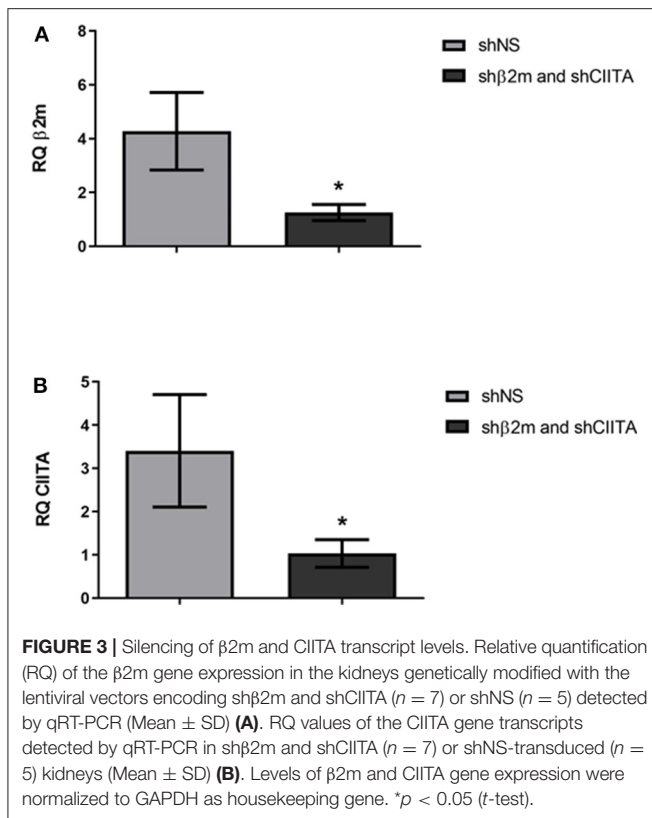 A
8
6
4
2
0
RQ β2m
*
shNS
shβ2m and shCIITA
B
5
4
3
2
1
0
RQ CIITA
*
shNS
shβ2m and shCIITA
FIGURE 3 | Silencing of β2m and CIITA transcript levels. Relative quantification
(RQ) of the β2m gene expression in the kidneys genetically modified with the
lentiviral vectors encoding shβ2m and shCIITA (n = 7) or shNS (n = 5) detected
by qRT-PCR (Mean ± SD) (A). RQ values of the CIITA gene transcripts
detected by qRT-PCR in shβ2m and shCIITA (n = 7) or shNS-transduced (n =
5) kidneys (Mean ± SD) (B). Levels of β2m and CIITA gene expression were
normalized to GAPDH as housekeeping gene. *p < 0.05 (t-test).